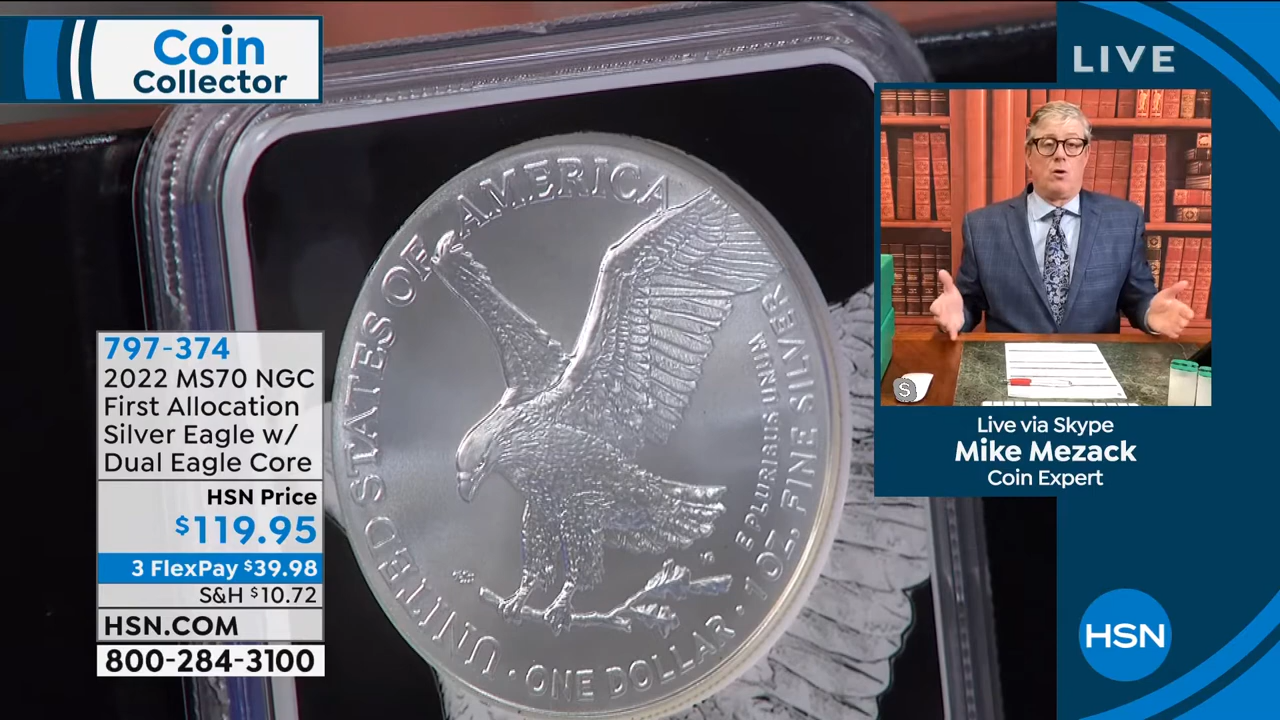 Coin
Collector
LIVE
797-374
2022 MS70 NGC
First Allocation
Silver Eagle w/
Dual Eagle Core
HSN Price
$119.95
3 FlexPay $39.98
S&H $10.72
HSN.COM
800-284-3100
UNITED STATES OF AMERICA
E PLURIBUS UNUM
1 OZ. FINE SILVER
· ONE DOLLAR ·
S
Live via Skype
Mike Mezack
Coin Expert
HSN